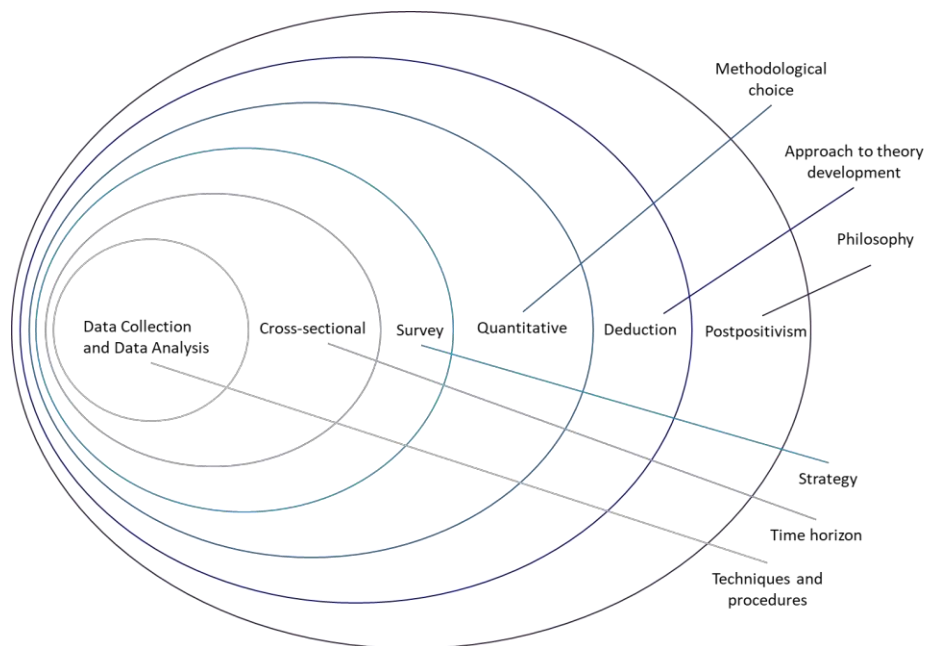 Methodological
choice
Approach to theory
development
Philosophy
Data Collection
and Data Analysis
Cross-sectional
Survey
Quantitative
Deduction
Postpositivism
Strategy
Time horizon
Techniques and
procedures